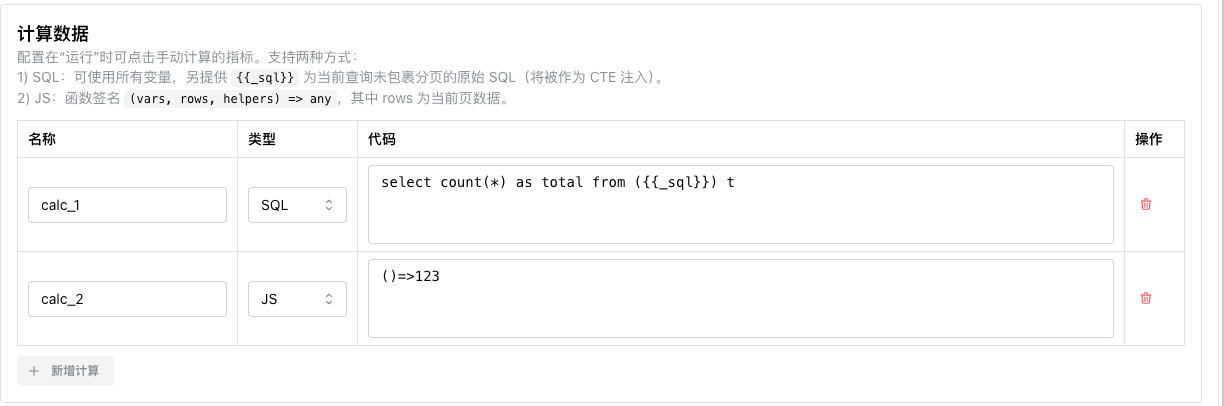 计算数据
配置在“运行”时可点击手动计算的指标。支持两种方式：
1) SQL：可使用所有变量，另提供 {{_sql}} 为当前查询未包裹分页的原始 SQL（将被作为 CTE 注入）。
2) JS：函数签名 (vars, rows, helpers) => any，其中 rows 为当前页数据。
名称 类型 代码 操作
calc_1 SQL select count(*) as total from ({{_sql}}) t
calc_2 JS ()=>123
+ 新增计算